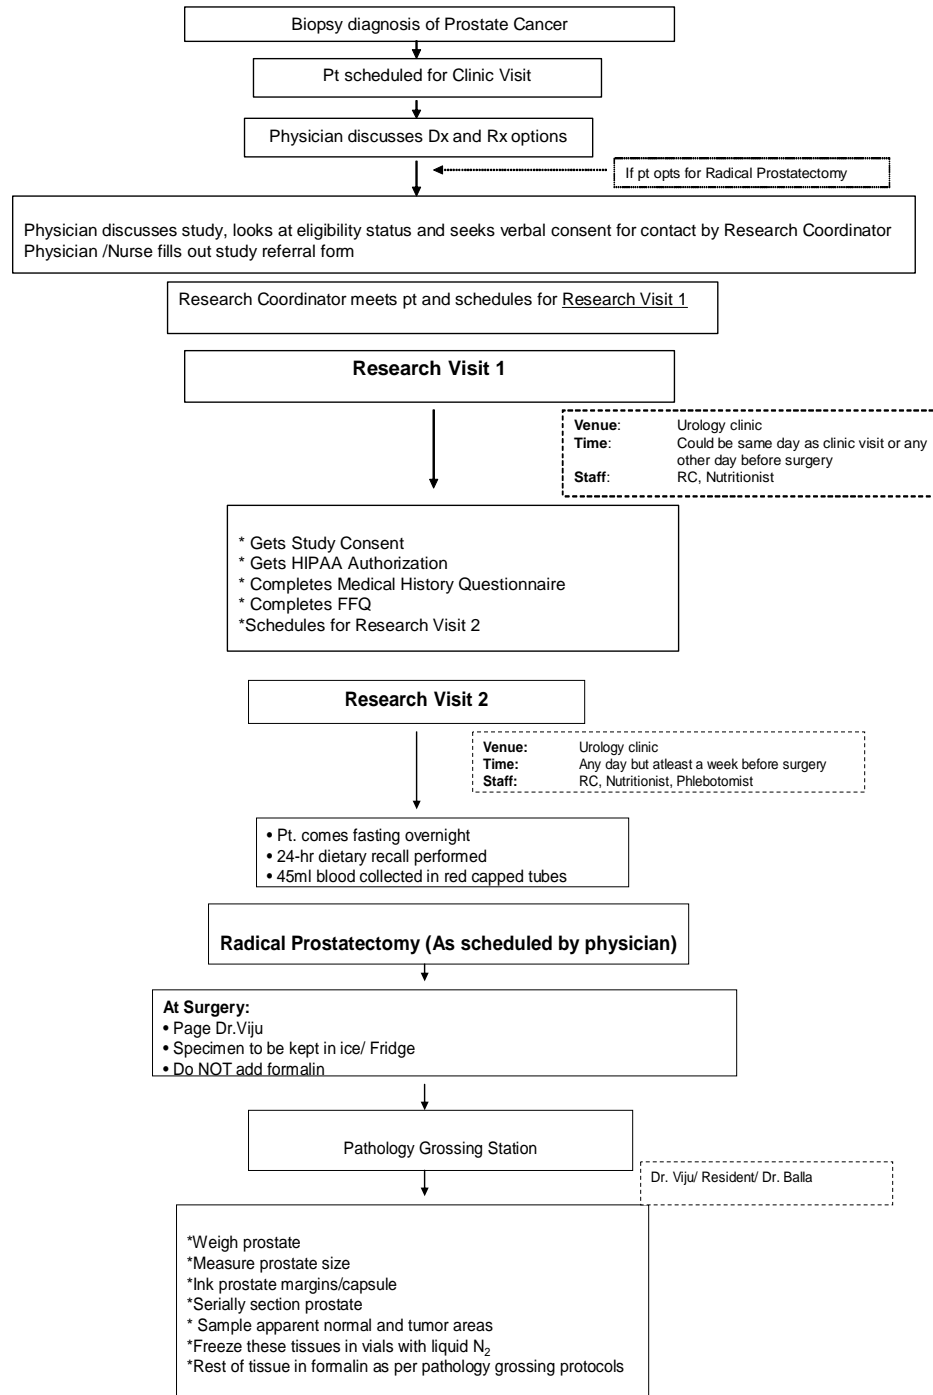 Biopsy diagnosis of Prostate Cancer
Pt scheduled for Clinic Visit
Physician discusses Dx and Rx options
If pt opts for Radical Prostatectomy
Physician discusses study, looks at eligibility status and seeks verbal consent for contact by Research Coordinator
Physician /Nurse fills out study referral form
Research Coordinator meets pt and schedules for Research Visit 1
Research Visit 1
Venue: Urology clinic
Time: Could be same day as clinic visit or any
other day before surgery
Staff: RC, Nutritionist
* Gets Study Consent
* Gets HIPAA Authorization
* Completes Medical History Questionnaire
* Completes FFQ
*Schedules for Research Visit 2
Research Visit 2
Venue: Urology clinic
Time: Any day but atleast a week before surgery
Staff: RC, Nutritionist, Phlebotomist
• Pt. comes fasting overnight
• 24-hr dietary recall performed
• 45ml blood collected in red capped tubes
Radical Prostatectomy (As scheduled by physician)
At Surgery:
• Page Dr.Viju
• Specimen to be kept in ice/ Fridge
• Do NOT add formalin
Pathology Grossing Station
Dr. Viju/ Resident/ Dr. Balla
*Weigh prostate
*Measure prostate size
*Ink prostate margins/capsule
*Serially section prostate
* Sample apparent normal and tumor areas
*Freeze these tissues in vials with liquid N2
*Rest of tissue in formalin as per pathology grossing protocols